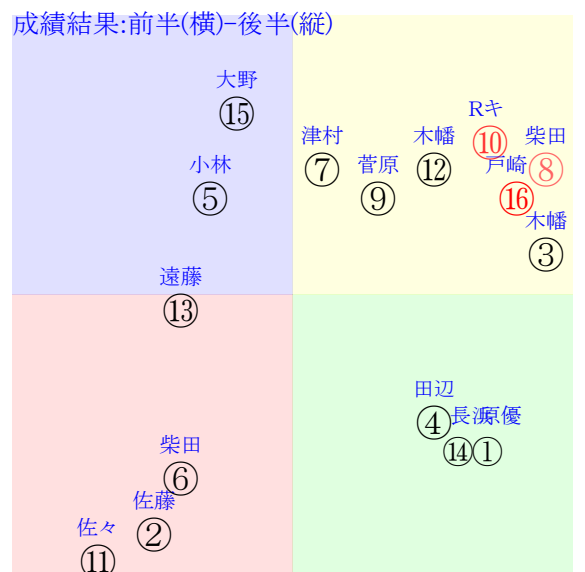 成績結果:前半(横)-後半(縦)
大野
⑮
Rキ
⑩
津村
⑦
木幡
⑫
柴田
⑧
小林
⑤
菅原
⑨
戸崎
⑯
木幡
③
遠藤
⑬
田辺
④
長浜
⑭
原優
①
柴田
⑥
佐藤
②
佐々
⑪